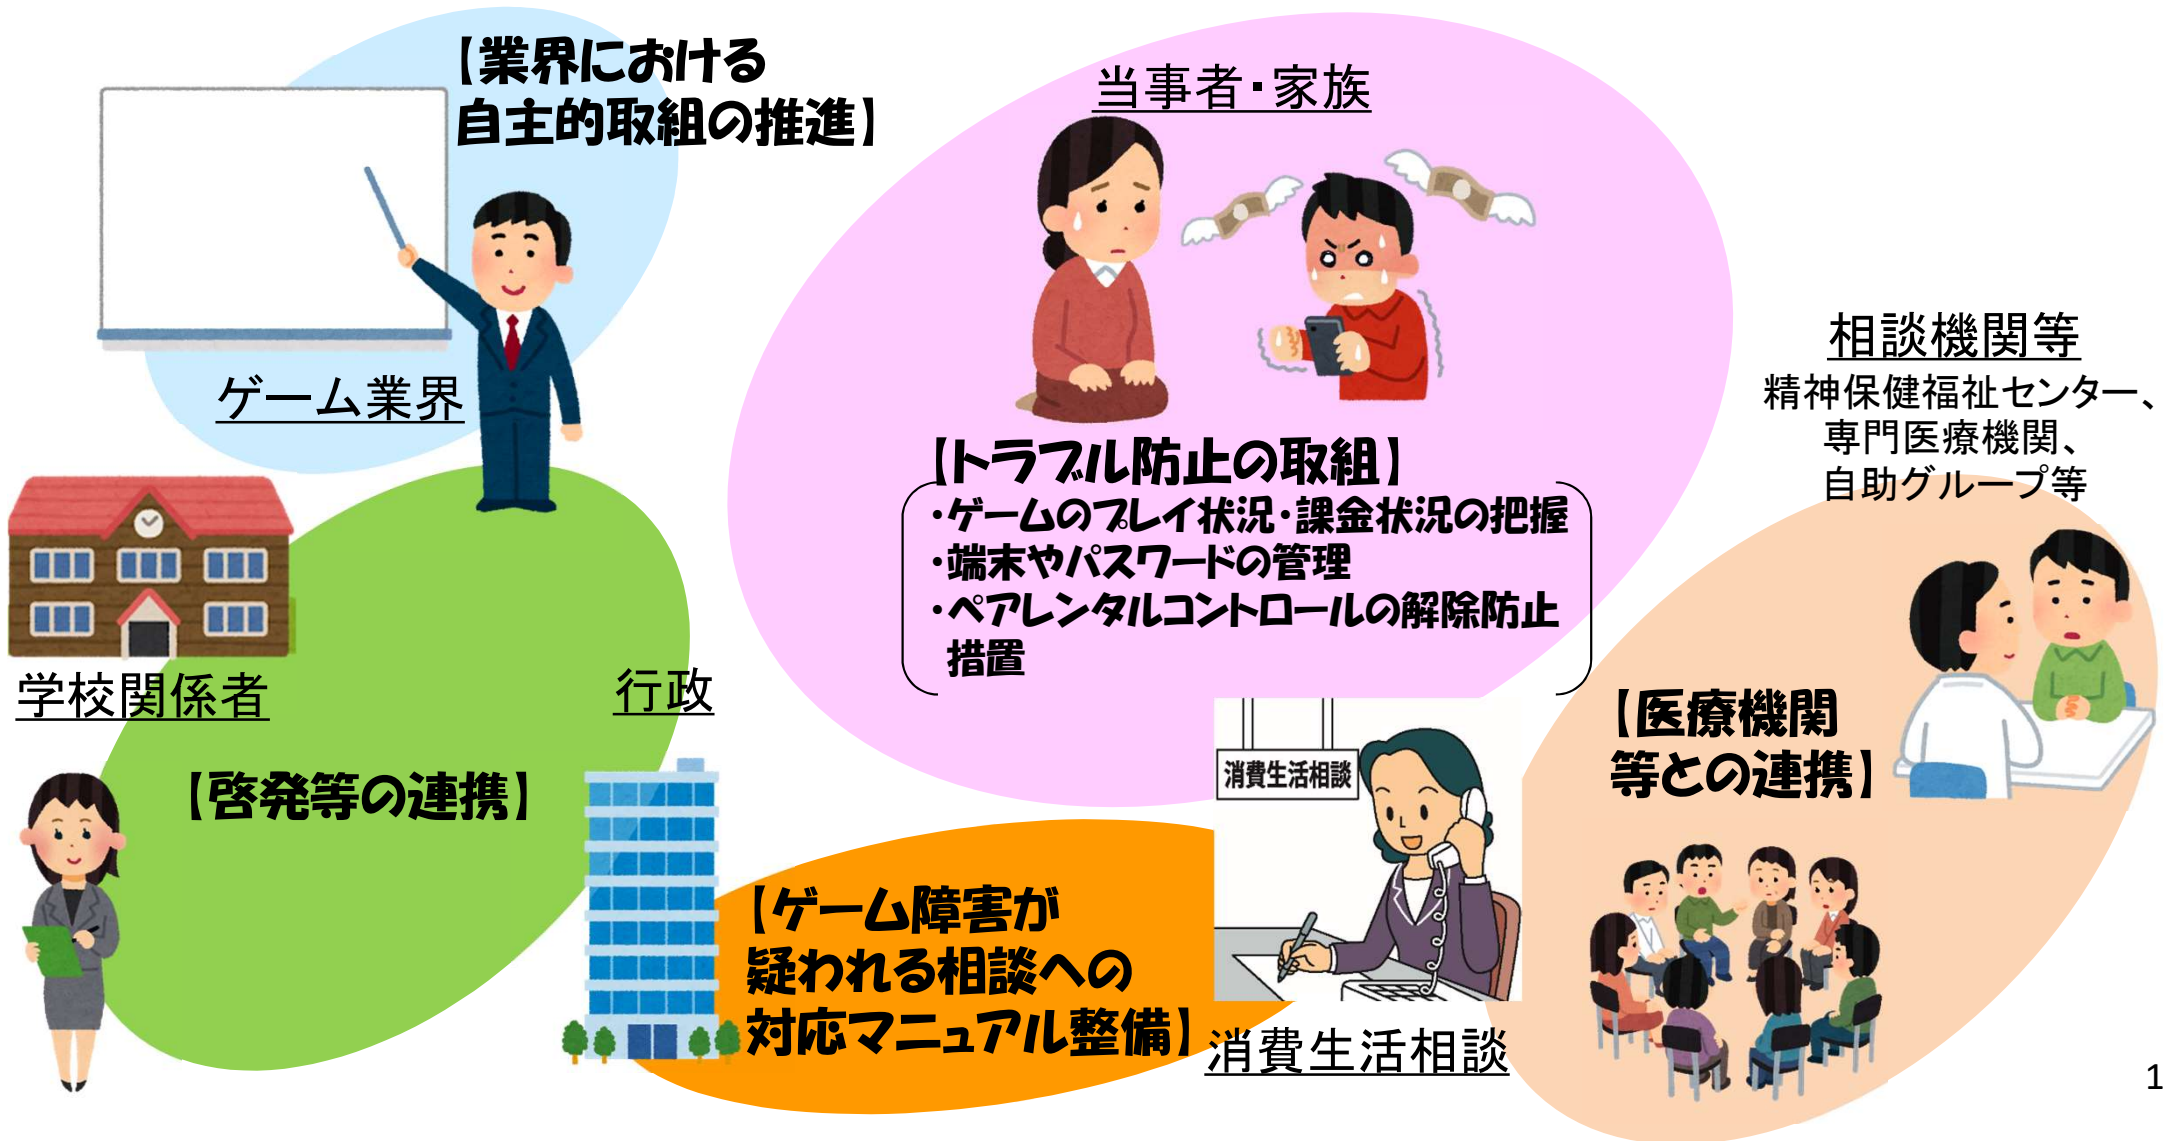 【業界における
自主的取組の推進】
ゲーム業界
当事者・家族
【トラブル防止の取組】
・ゲームのプレイ状況・課金状況の把握
・端末やパスワードの管理
・ペアレンタルコントロールの解除防止
措置
相談機関等
精神保健福祉センター、
専門医療機関、
自助グループ等
【医療機関
等との連携】
学校関係者
行政
【啓発等の連携】
【ゲーム障害が
疑われる相談への
対応マニュアル整備】
消費生活相談
消費生活相談
1